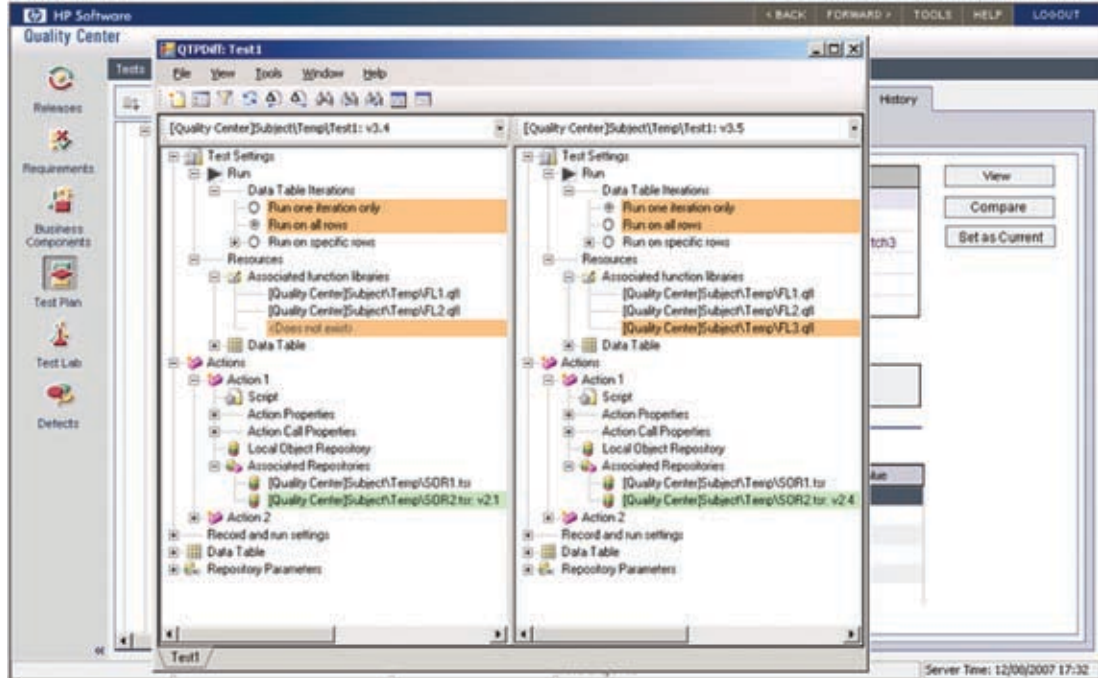 HP Software
< BACK FORWARD > TOOLS HELP LOGOUT
Quality Center
QTPDiff: Test1
File View Tools Window Help
Tests
History
Releases
Requirements
Business Components
Test Plan
Test Lab
Defects
[Quality Center]Subject\Temp\Test1: v3.4
Test Settings
Run
Data Table Iterations
Run one iteration only
Run on all rows
Run on specific rows
Resources
Associated function libraries
[Quality Center]Subject\Temp\FL1.qfl
[Quality Center]Subject\Temp\FL2.qfl
<Does not exist>
Data Table
Actions
Action 1
Script
Action Properties
Action Call Properties
Local Object Repository
Associated Repositories
[Quality Center]Subject\Temp\SOR1.tsr
[Quality Center]Subject\Temp\SOR2.tsr: v2.1
Action 2
Record and run settings
Data Table
Repository Parameters
[Quality Center]Subject\Temp\Test1: v3.5
Test Settings
Run
Data Table Iterations
Run one iteration only
Run on all rows
Run on specific rows
Resources
Associated function libraries
[Quality Center]Subject\Temp\FL1.qfl
[Quality Center]Subject\Temp\FL2.qfl
[Quality Center]Subject\Temp\FL3.qfl
Data Table
Actions
Action 1
Script
Action Properties
Action Call Properties
Local Object Repository
Associated Repositories
[Quality Center]Subject\Temp\SOR1.tsr
[Quality Center]Subject\Temp\SOR2.tsr: v2.4
Action 2
Record and run settings
Data Table
Repository Parameters
View
Compare
Set as Current
tch3
Test1
Server Time: 12/00/2007 17:32